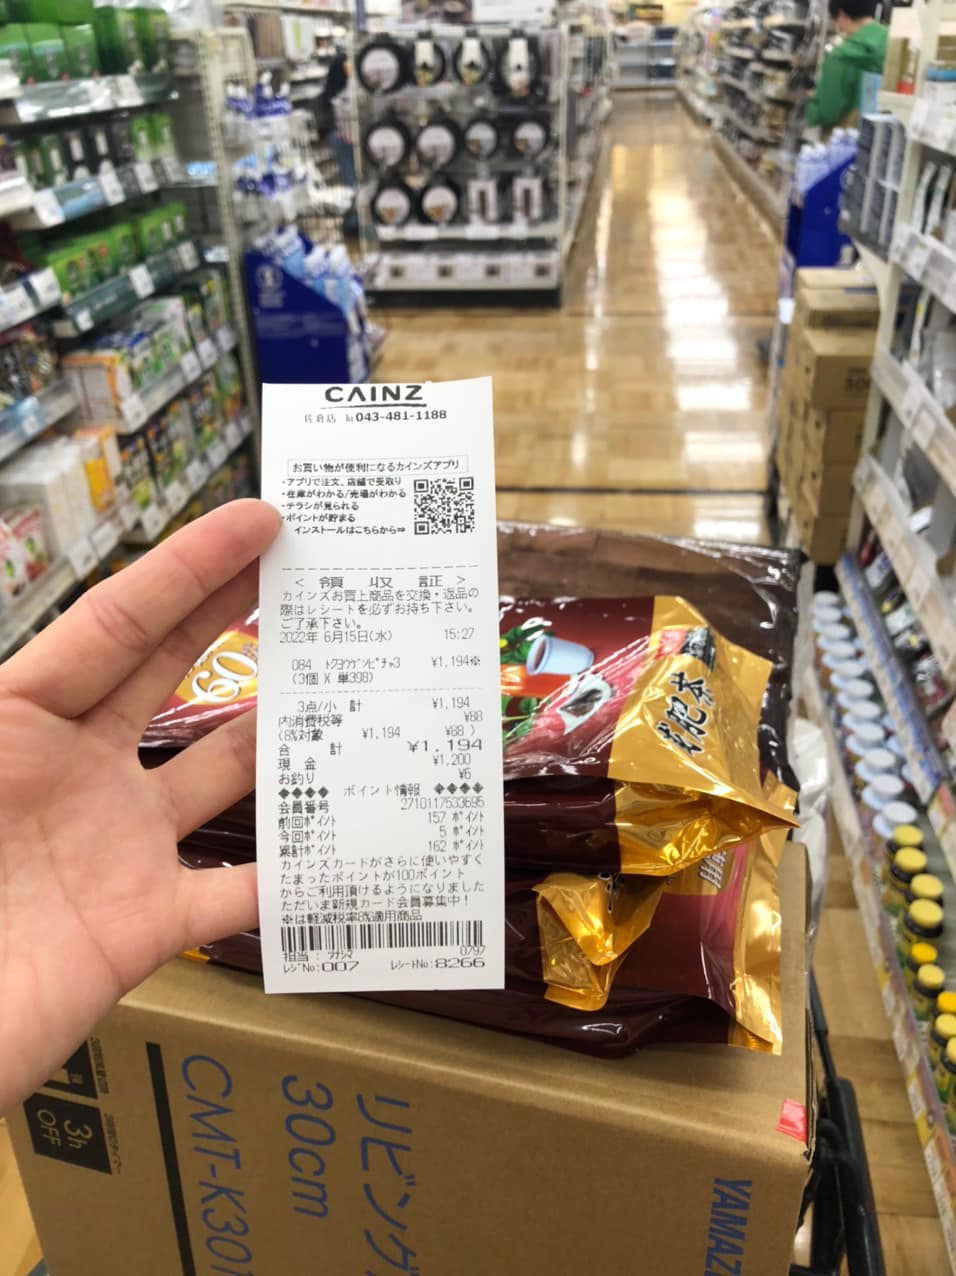 CAINZ
佐倉店 ℡043-481-1188
お買い物が便利になるカインズアプリ
・アプリで注文、店舗で受取り
・在庫がわかる/売場がわかる
・チラシが見られる
・ポイントが貯まる
インストールはこちらから⇒
< 領 収 証 >
カインズお買上商品を交換・返品の
際はレシートを必ずお持ち下さい。
ご了承下さい。
2022年 6月15日(水) 15:27
084 ﾄｸﾖｳｹﾞﾝﾋﾟﾁｬ3 ¥1,194※
(3個 X 単398)
3点/小 計 ¥1,194
内消費税等 ¥88
(8%対象 ¥1,194 ¥88 )
合 計 ¥1,194
現 金 ¥1,200
お釣り ¥6
◆◆◆◆ ポイント情報 ◆◆◆◆
会員番号 2710117533695
前回ﾎﾟｲﾝﾄ 157 ﾎﾟｲﾝﾄ
今回ﾎﾟｲﾝﾄ 5 ﾎﾟｲﾝﾄ
累計ﾎﾟｲﾝﾄ 162 ﾎﾟｲﾝﾄ
カインズカードがさらに使いやすく
たまったポイントが100ポイント
からご利用頂けるようになりました
ただいま新規カード会員募集中！
※は軽減税率8%適用商品
0797
レジNo:007 レシートNo:8266
リビング
30cm
CMT-K301
YAMAZ
3h
OFF